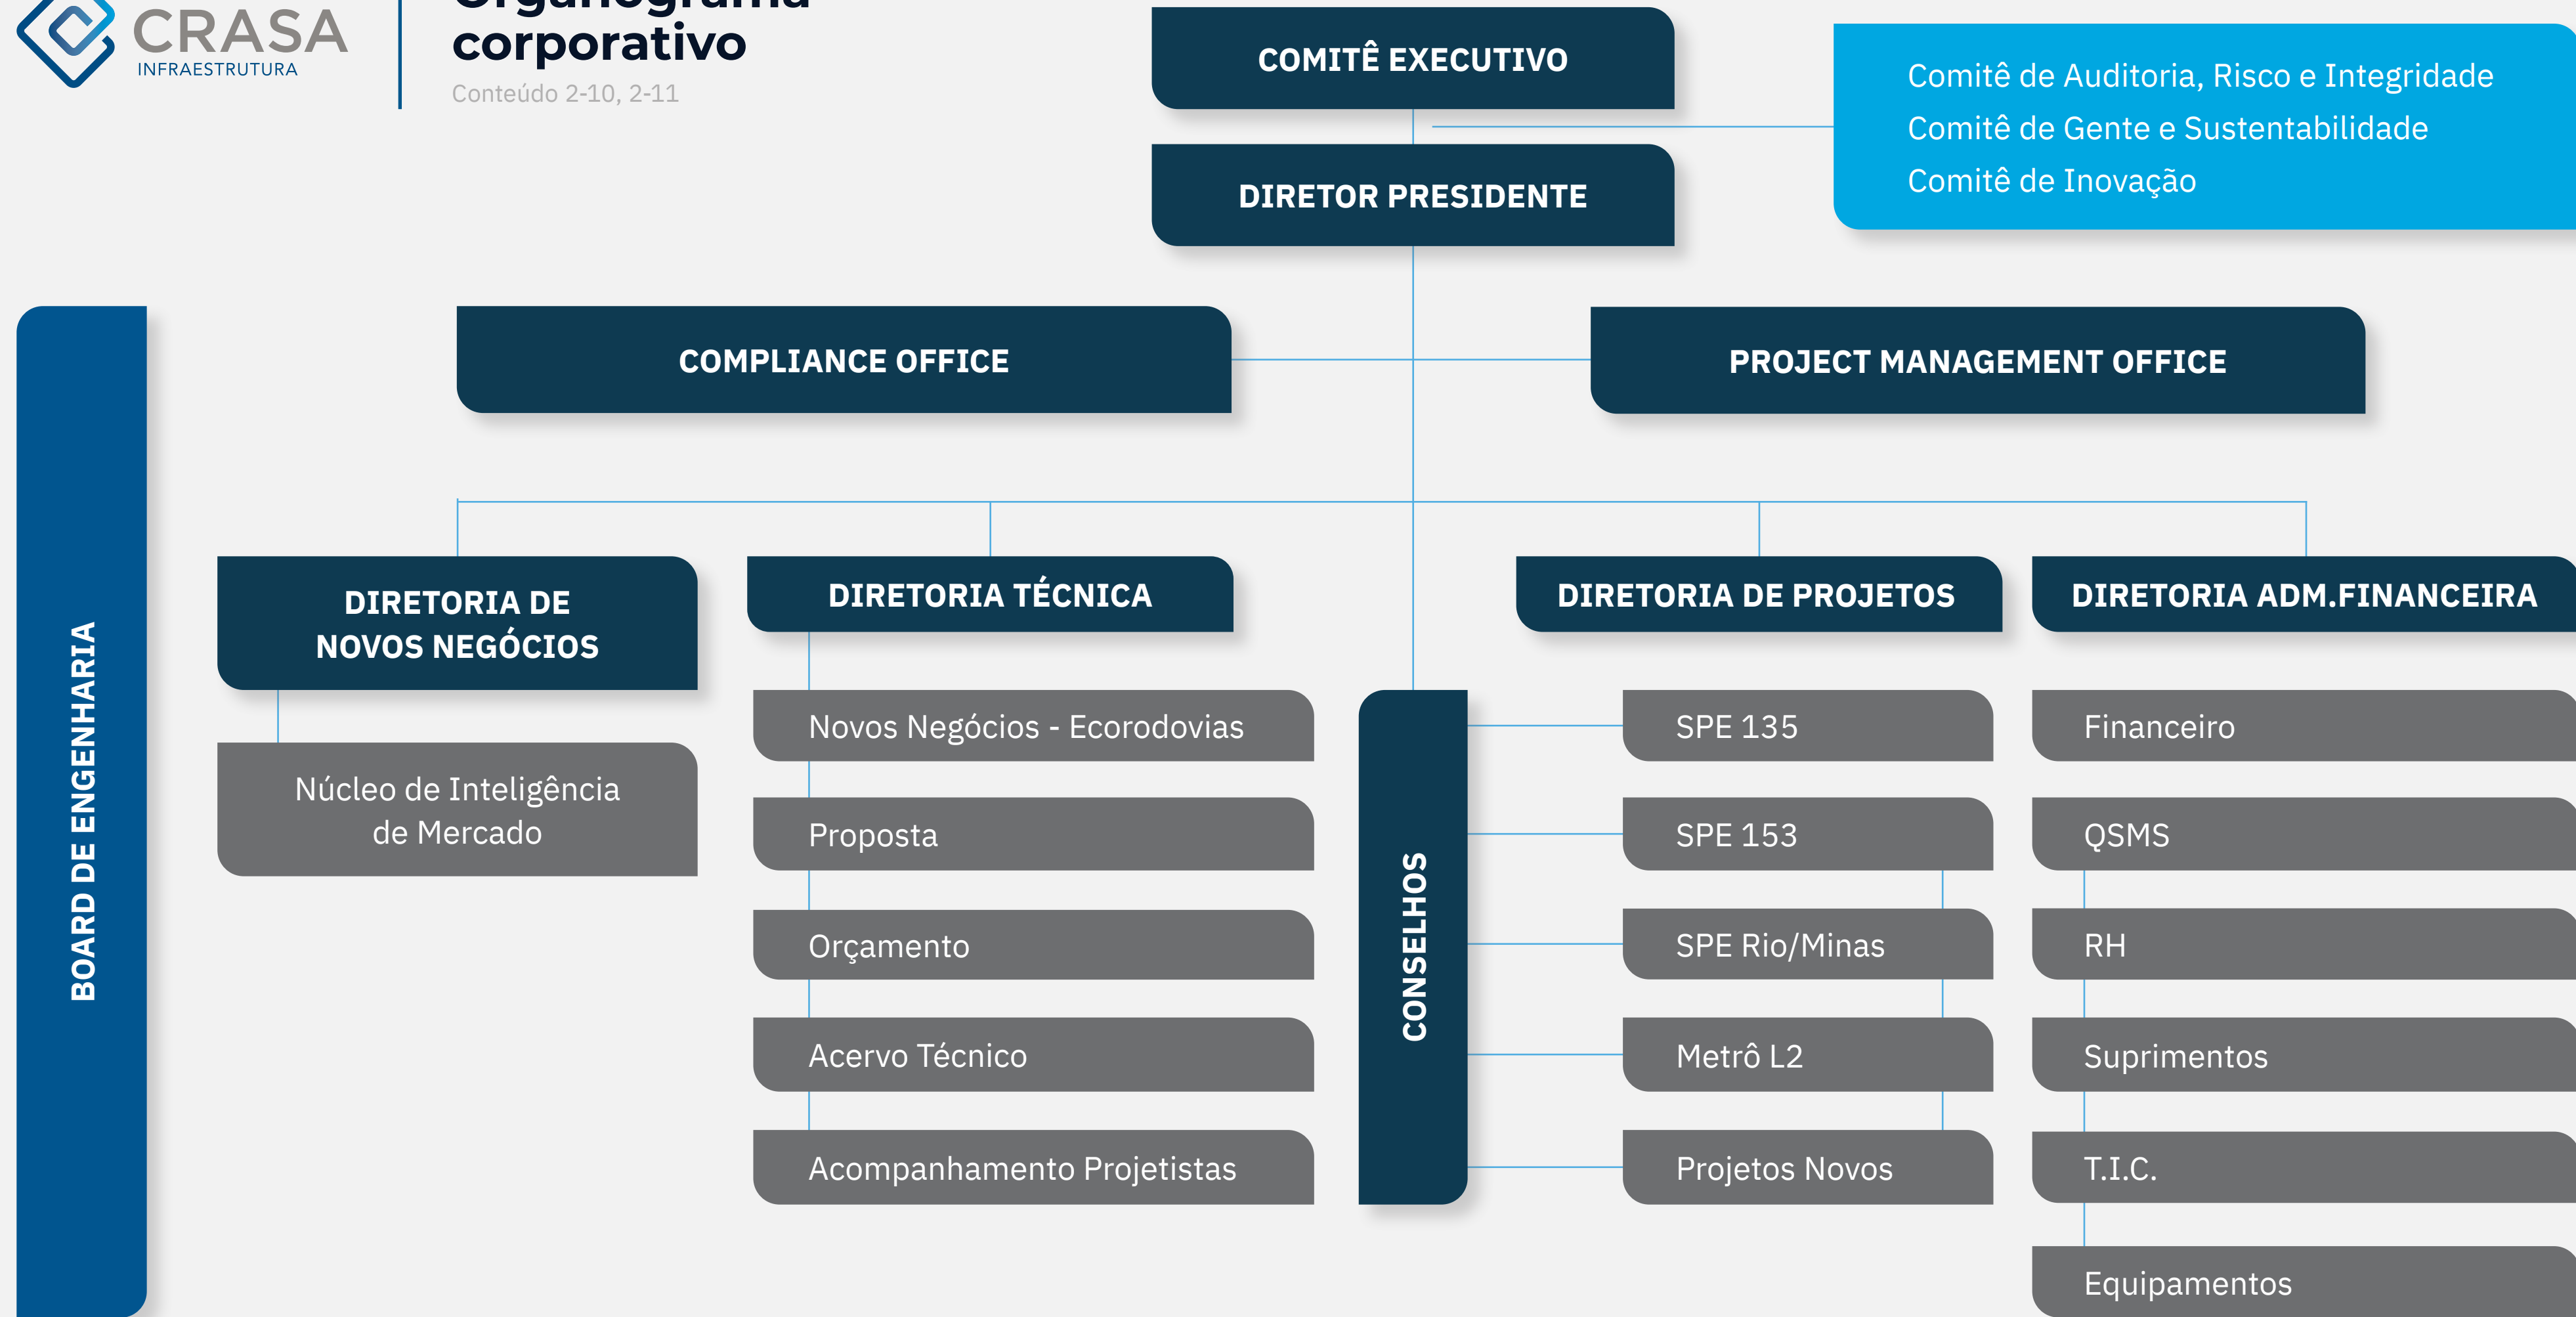 CRASA
INFRAESTRUTURA
Organograma
corporativo
Conteúdo 2-10, 2-11
COMITÊ EXECUTIVO
Comitê de Auditoria, Risco e Integridade
Comitê de Gente e Sustentabilidade
Comitê de Inovação
DIRETOR PRESIDENTE
COMPLIANCE OFFICE
PROJECT MANAGEMENT OFFICE
BOARD DE ENGENHARIA
DIRETORIA DE
NOVOS NEGÓCIOS
Núcleo de Inteligência
de Mercado
DIRETORIA TÉCNICA
Novos Negócios - Ecorodovias
Proposta
Orçamento
Acervo Técnico
Acompanhamento Projetistas
CONSELHOS
DIRETORIA DE PROJETOS
SPE 135
SPE 153
SPE Rio/Minas
Metrô L2
Projetos Novos
DIRETORIA ADM.FINANCEIRA
Financeiro
QSMS
RH
Suprimentos
T.I.C.
Equipamentos